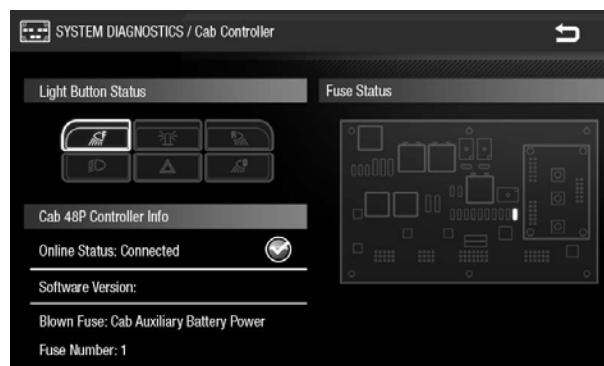 SYSTEM DIAGNOSTICS / Cab Controller
Light Button Status
Fuse Status
Cab 48P Controller Info
Online Status: Connected
Software Version:
Blown Fuse: Cab Auxiliary Battery Power
Fuse Number: 1